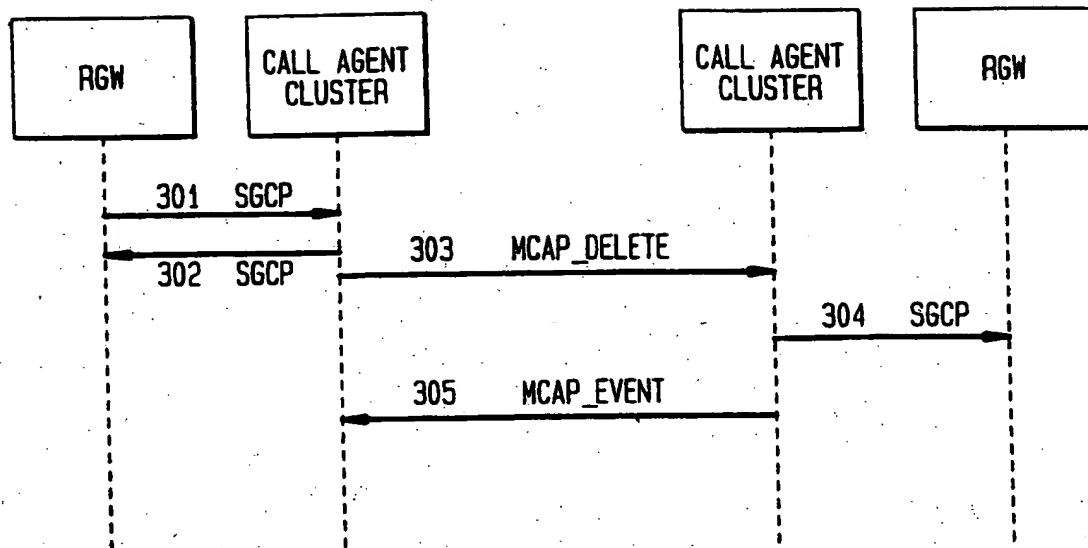 RGW
CALL AGENT
CLUSTER
CALL AGENT
CLUSTER
RGW
301 SGCP
302 SGCP
303 MCAP_DELETE
304 SGCP
305 MCAP_EVENT